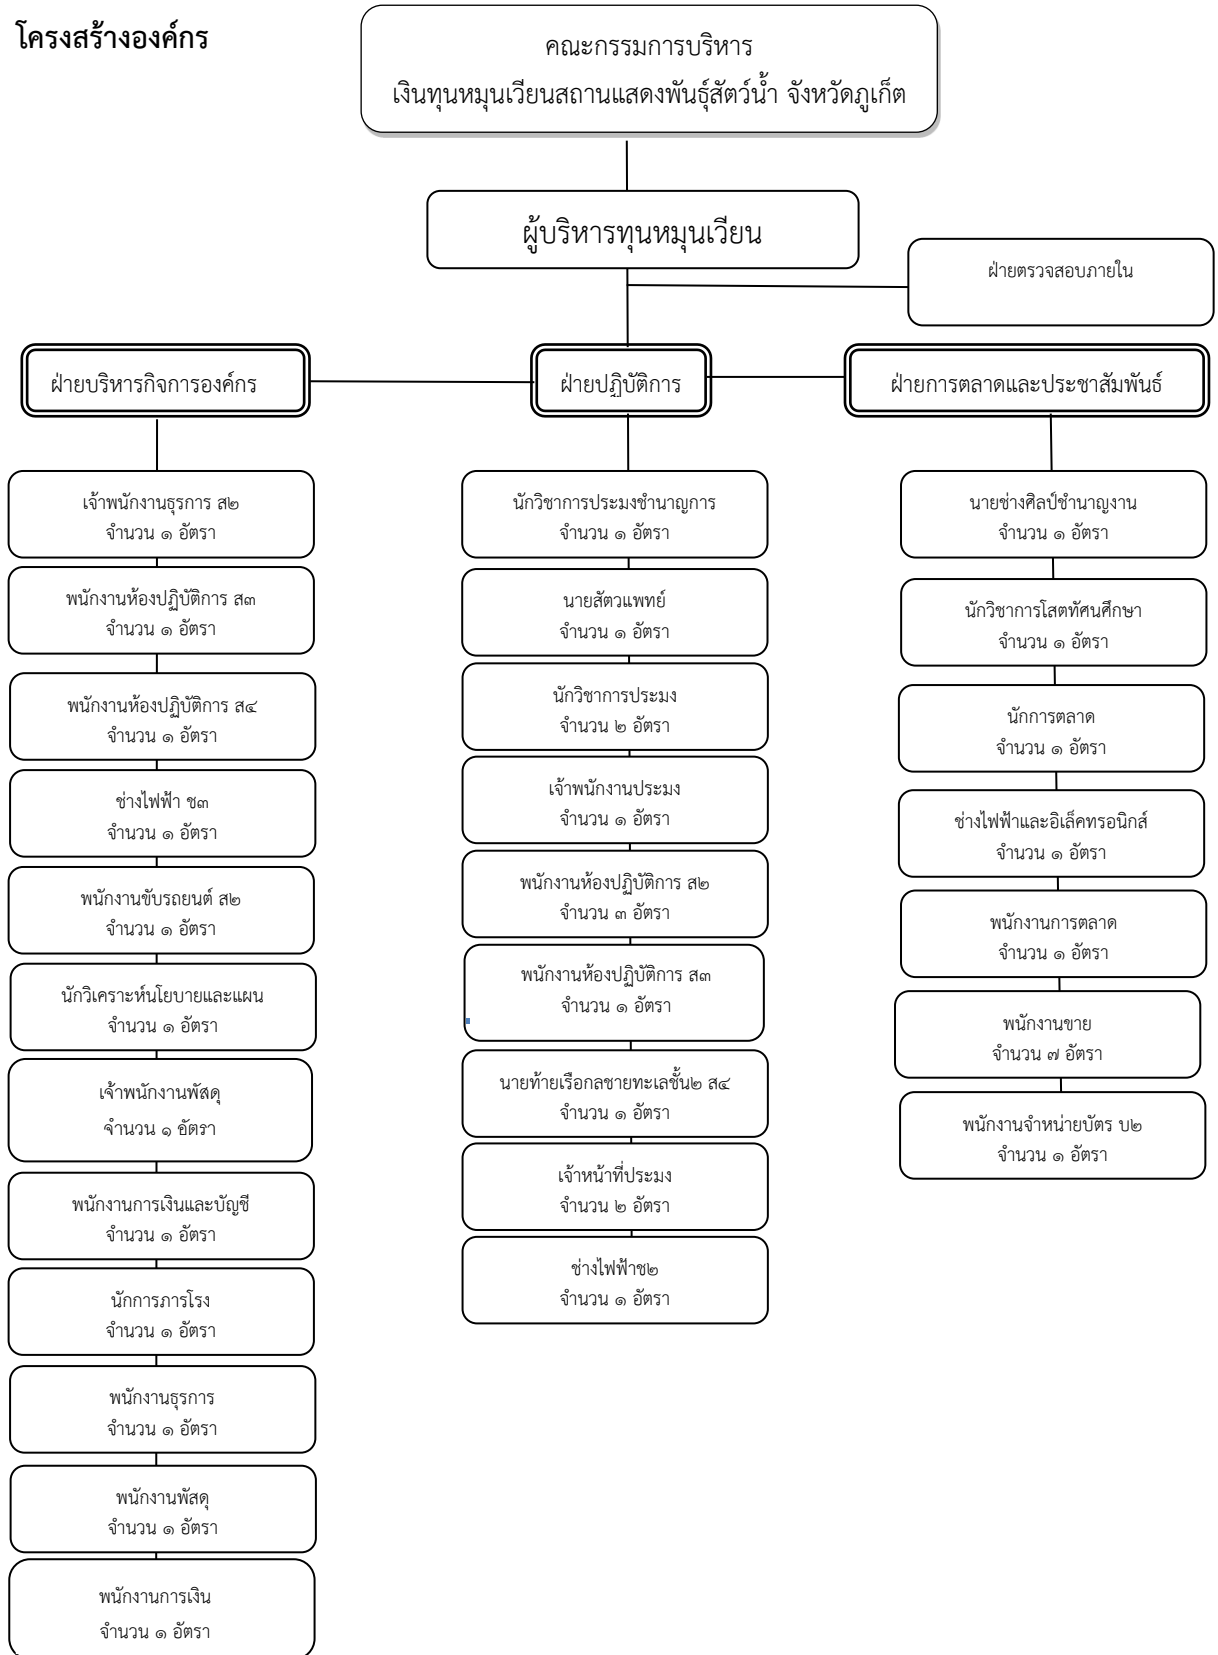 โครงสร้างองค์กร
คณะกรรมการบริหาร
เงินทุนหมุนเวียนสถานแสดงพันธุ์สัตว์น้ำ จังหวัดภูเก็ต
ผู้บริหารทุนหมุนเวียน
ฝ่ายตรวจสอบภายใน
ฝ่ายบริหารกิจการองค์กร
ฝ่ายปฏิบัติการ
ฝ่ายการตลาดและประชาสัมพันธ์
เจ้าพนักงานธุรการ ส๒
จำนวน ๑ อัตรา
พนักงานห้องปฏิบัติการ ส๓
จำนวน ๑ อัตรา
พนักงานห้องปฏิบัติการ ส๔
จำนวน ๑ อัตรา
ช่างไฟฟ้า ช๓
จำนวน ๑ อัตรา
พนักงานขับรถยนต์ ส๒
จำนวน ๑ อัตรา
นักวิเคราะห์นโยบายและแผน
จำนวน ๑ อัตรา
เจ้าพนักงานพัสดุ
จำนวน ๑ อัตรา
พนักงานการเงินและบัญชี
จำนวน ๑ อัตรา
นักการภารโรง
จำนวน ๑ อัตรา
พนักงานธุรการ
จำนวน ๑ อัตรา
พนักงานพัสดุ
จำนวน ๑ อัตรา
พนักงานการเงิน
จำนวน ๑ อัตรา
นักวิชาการประมงชำนาญการ
จำนวน ๑ อัตรา
นายสัตวแพทย์
จำนวน ๑ อัตรา
นักวิชาการประมง
จำนวน ๒ อัตรา
เจ้าพนักงานประมง
จำนวน ๑ อัตรา
พนักงานห้องปฏิบัติการ ส๒
จำนวน ๓ อัตรา
พนักงานห้องปฏิบัติการ ส๓
จำนวน ๑ อัตรา
นายท้ายเรือกลชายทะเลชั้น๒ ส๔
จำนวน ๑ อัตรา
เจ้าหน้าที่ประมง
จำนวน ๒ อัตรา
ช่างไฟฟ้าช๒
จำนวน ๑ อัตรา
นายช่างศิลป์ชำนาญงาน
จำนวน ๑ อัตรา
นักวิชาการโสตทัศนศึกษา
จำนวน ๑ อัตรา
นักการตลาด
จำนวน ๑ อัตรา
ช่างไฟฟ้าและอิเล็คทรอนิกส์
จำนวน ๑ อัตรา
พนักงานการตลาด
จำนวน ๑ อัตรา
พนักงานขาย
จำนวน ๗ อัตรา
พนักงานจำหน่ายบัตร บ๒
จำนวน ๑ อัตรา